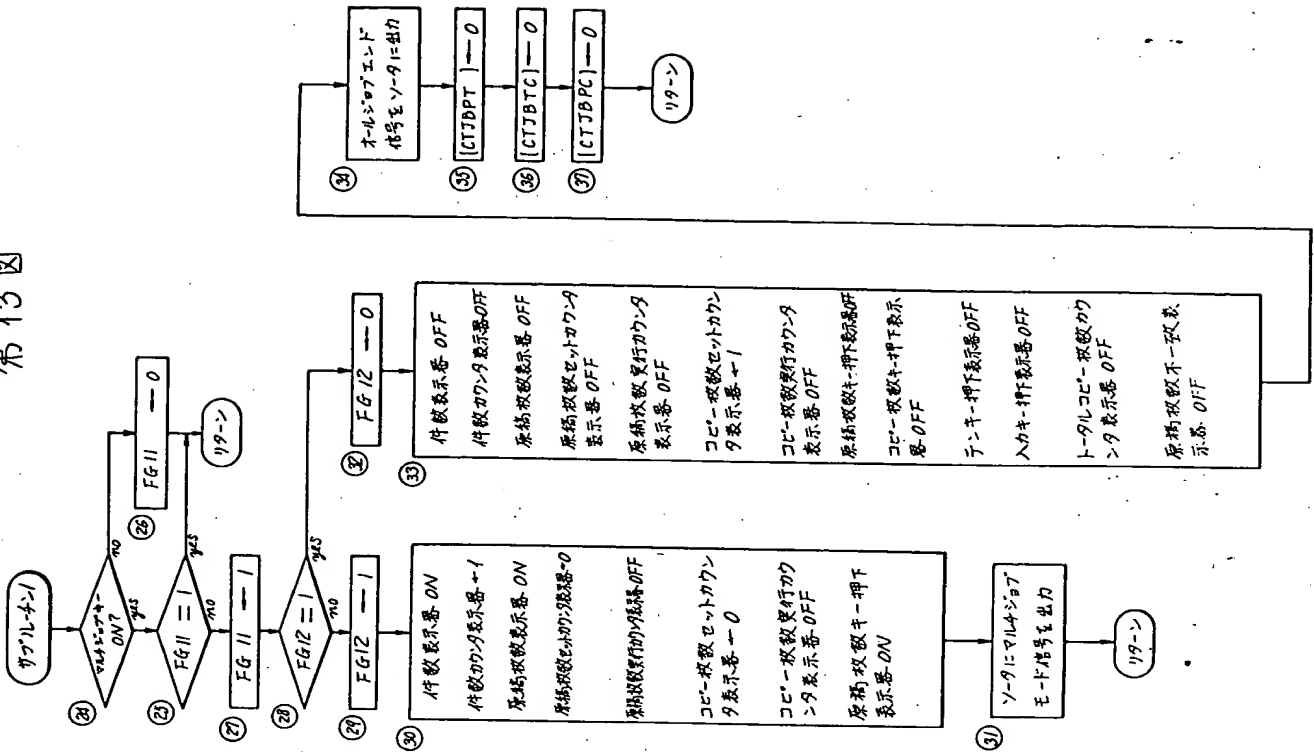 第13図
サブルーチン1
24
マルチジョブキー
ON?
yes
no
25
FG11 = 1
yes
no
26
FG11 ← 0
リターン
27
FG11 ← 1
28
FG12 = 1
yes
no
29
FG12 ← 1
30
件数表示器 ON
件数カウンタ表示器←1
原稿枚数表示器 ON
原稿枚数セットカウンタ表示器←0
原稿枚数実行カウンタ表示器OFF
コピー枚数セットカウン
タ表示器←0
コピー枚数実行カウ
ンタ表示器 OFF
原稿枚数キー押下
表示器 ON
31
ソータにマルチジョブ
モード信号を出力
リターン
32
FG12 ← 0
33
件数表示器 OFF
件数カウンタ表示器OFF
原稿枚数表示器 OFF
原稿枚数セットカウンタ
表示器 OFF
原稿枚数実行カウンタ
表示器 OFF
コピー枚数セットカウン
タ表示器←1
コピー枚数実行カウンタ
表示器 OFF
原稿枚数キー押下表示器OFF
コピー枚数キー押下表示
器 OFF
テンキー押下表示器OFF
入力キー押下表示器 OFF
トータルコピー枚数カウ
ンタ表示器 OFF
原稿枚数不一致表
示器 OFF
34
オールジョブエンド
信号をソータに出力
35
[CTJBPT]←0
36
[CTJBTC]←0
37
[CTJBPC]←0
リターン